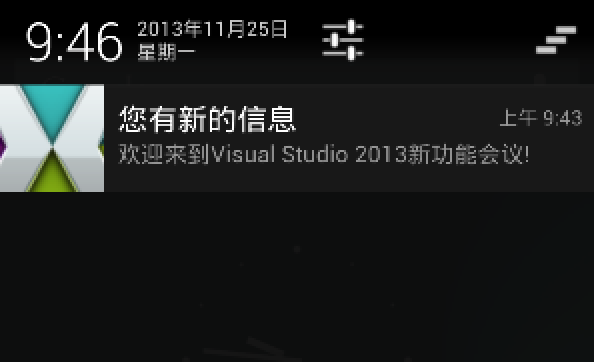 9:46
2013年11月25日
星期一
您有新的信息
上午 9:43
欢迎来到Visual Studio 2013新功能会议!